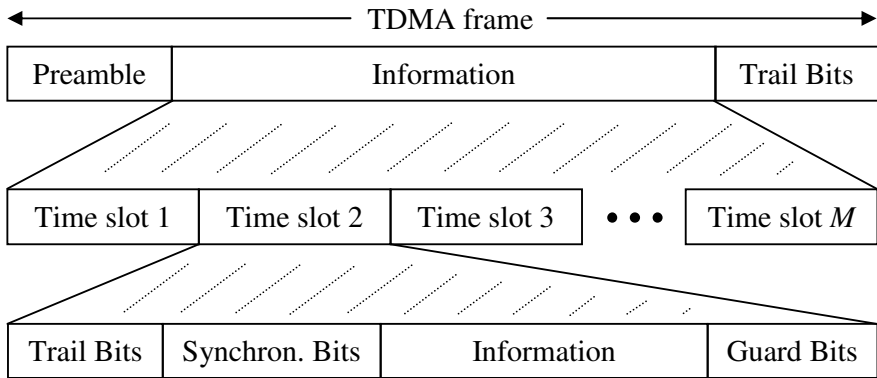 TDMA frame
Preamble Information Trail Bits
Time slot 1 Time slot 2 Time slot 3 ••• Time slot M
Trail Bits Synchron. Bits Information Guard Bits